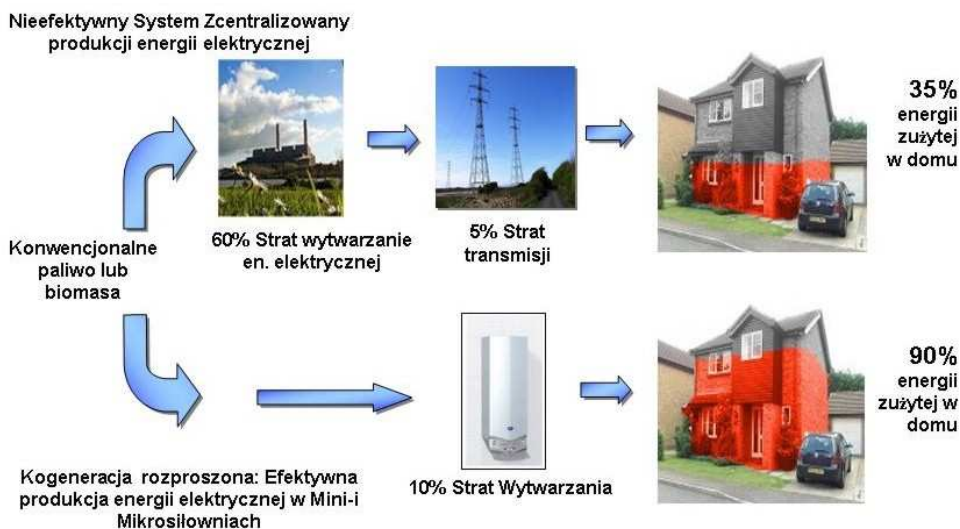 Nieefektywny System Zcentralizowany
produkcji energii elektrycznej
60% Strat wytwarzanie
en. elektrycznej
5% Strat
transmisji
35%
energii
zużytej
w domu
Konwencjonalne
paliwo lub
biomasa
90%
energii
zużytej w
domu
10% Strat Wytwarzania
Kogeneracja rozproszona: Efektywna
produkcja energii elektrycznej w Mini-i
Mikrosiłowniach